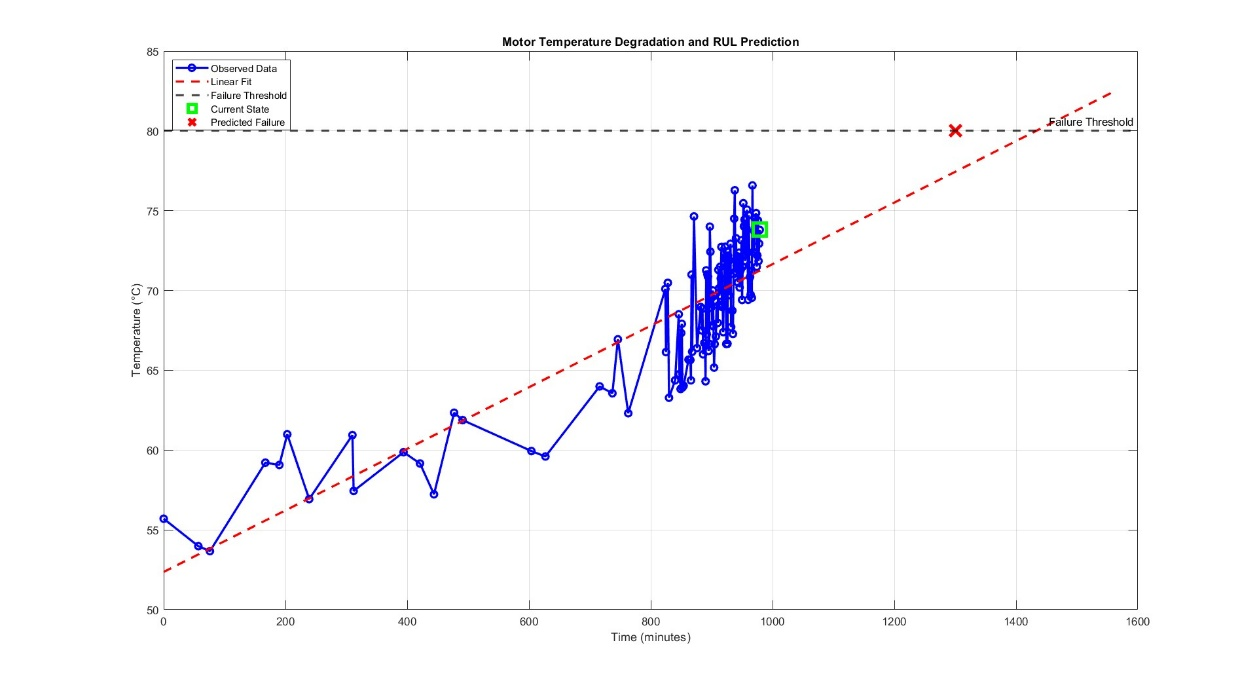 Motor Temperature Degradation and RUL Prediction
85
80
75
70
65
60
55
50
Temperature (°C)
Observed Data
Linear Fit
Failure Threshold
Current State
Predicted Failure
Failure Threshold
0 200 400 600 800 1000 1200 1400 1600
Time (minutes)